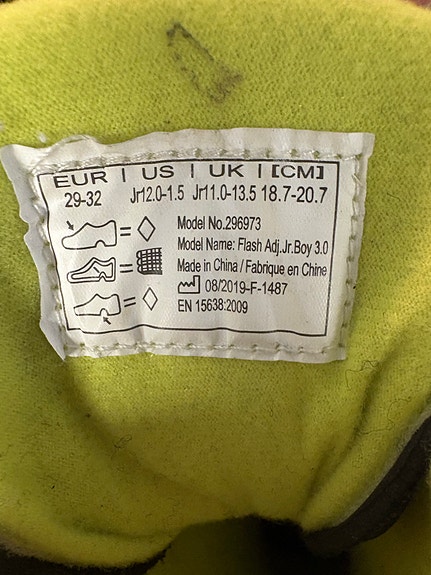 EUR | US | UK | [CM]
29-32 Jr12.0-1.5 Jr11.0-13.5 18.7-20.7
Model No.296973
Model Name: Flash Adj.Jr.Boy 3.0
Made in China / Fabriqué en Chine
08/2019-F-1487
EN 15638:2009